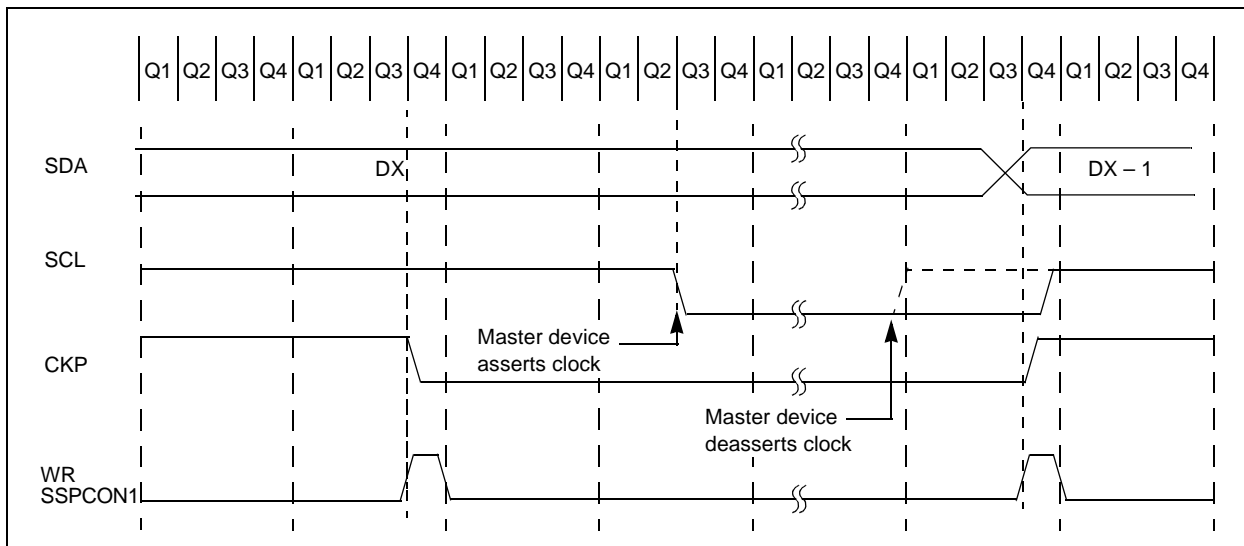 Q1 Q2 Q3 Q4 Q1 Q2 Q3 Q4 Q1 Q2 Q3 Q4 Q1 Q2 Q3 Q4 Q1 Q2 Q3 Q4 Q1 Q2 Q3 Q4 Q1 Q2 Q3 Q4
SDA
DX
DX – 1
SCL
Master device
asserts clock
CKP
Master device
deasserts clock
WR
SSPCON1